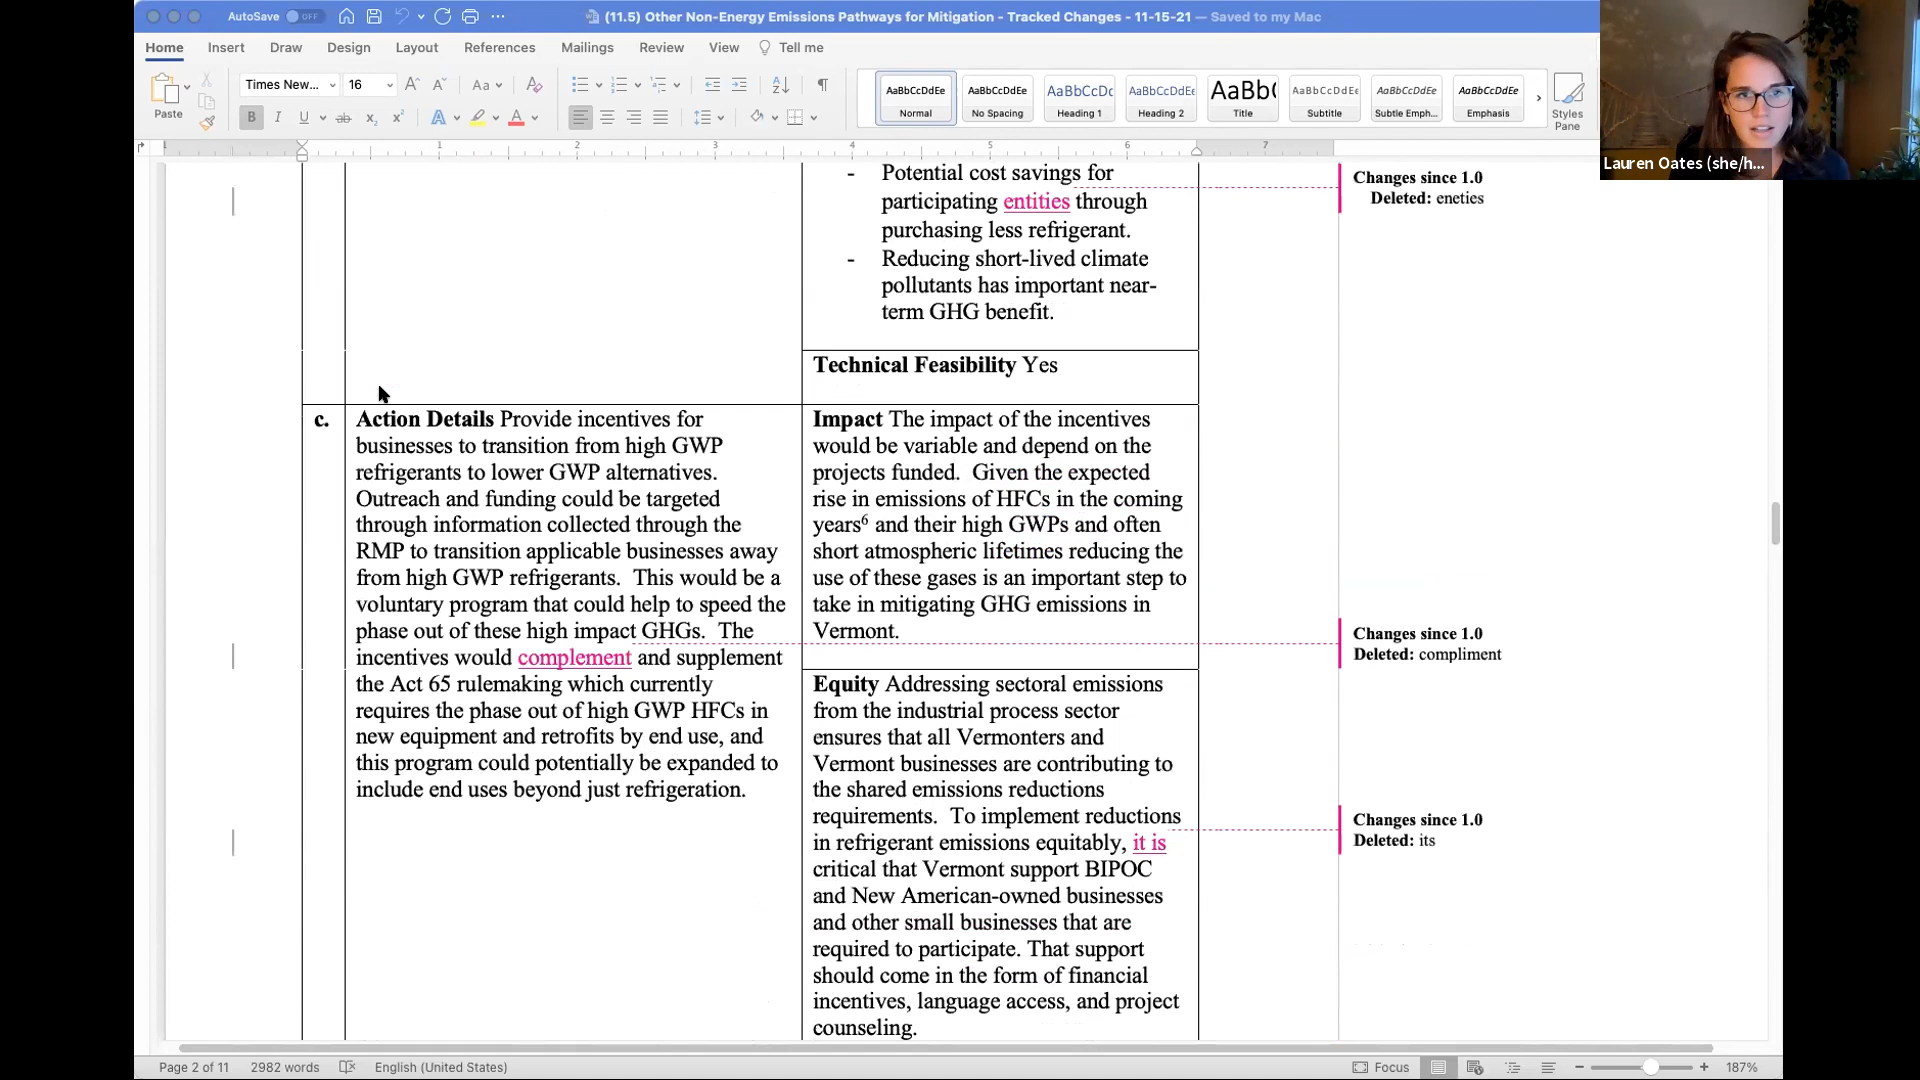 AutoSave OFF
(11.5) Other Non-Energy Emissions Pathways for Mitigation - Tracked Changes - 11-15-21 — Saved to my Mac
Home Insert Draw Design Layout References Mailings Review View Tell me
Times New... 16
Paste
AaBbCcDdEe AaBbCcDdEe AaBbCcDc AaBbCcDdEe AaBb( AaBbCcDdEe AaBbCcDdEe AaBbCcDdEe
Normal No Spacing Heading 1 Heading 2 Title Subtitle Subtle Emph... Emphasis
Styles
Pane
Lauren Oates (she/h...
1 1 2 3 4 5 6 7
- Potential cost savings for
participating entities through
purchasing less refrigerant.
- Reducing short-lived climate
pollutants has important near-
term GHG benefit.
Technical Feasibility Yes
c.
Action Details Provide incentives for
businesses to transition from high GWP
refrigerants to lower GWP alternatives.
Outreach and funding could be targeted
through information collected through the
RMP to transition applicable businesses away
from high GWP refrigerants. This would be a
voluntary program that could help to speed the
phase out of these high impact GHGs. The
incentives would complement and supplement
the Act 65 rulemaking which currently
requires the phase out of high GWP HFCs in
new equipment and retrofits by end use, and
this program could potentially be expanded to
include end uses beyond just refrigeration.
Impact The impact of the incentives
would be variable and depend on the
projects funded. Given the expected
rise in emissions of HFCs in the coming
years6 and their high GWPs and often
short atmospheric lifetimes reducing the
use of these gases is an important step to
take in mitigating GHG emissions in
Vermont.
Equity Addressing sectoral emissions
from the industrial process sector
ensures that all Vermonters and
Vermont businesses are contributing to
the shared emissions reductions
requirements. To implement reductions
in refrigerant emissions equitably, it is
critical that Vermont support BIPOC
and New American-owned businesses
and other small businesses that are
required to participate. That support
should come in the form of financial
incentives, language access, and project
counseling.
Changes since 1.0
Deleted: eneties
Changes since 1.0
Deleted: compliment
Changes since 1.0
Deleted: its
Page 2 of 11 2982 words English (United States) Focus 187%